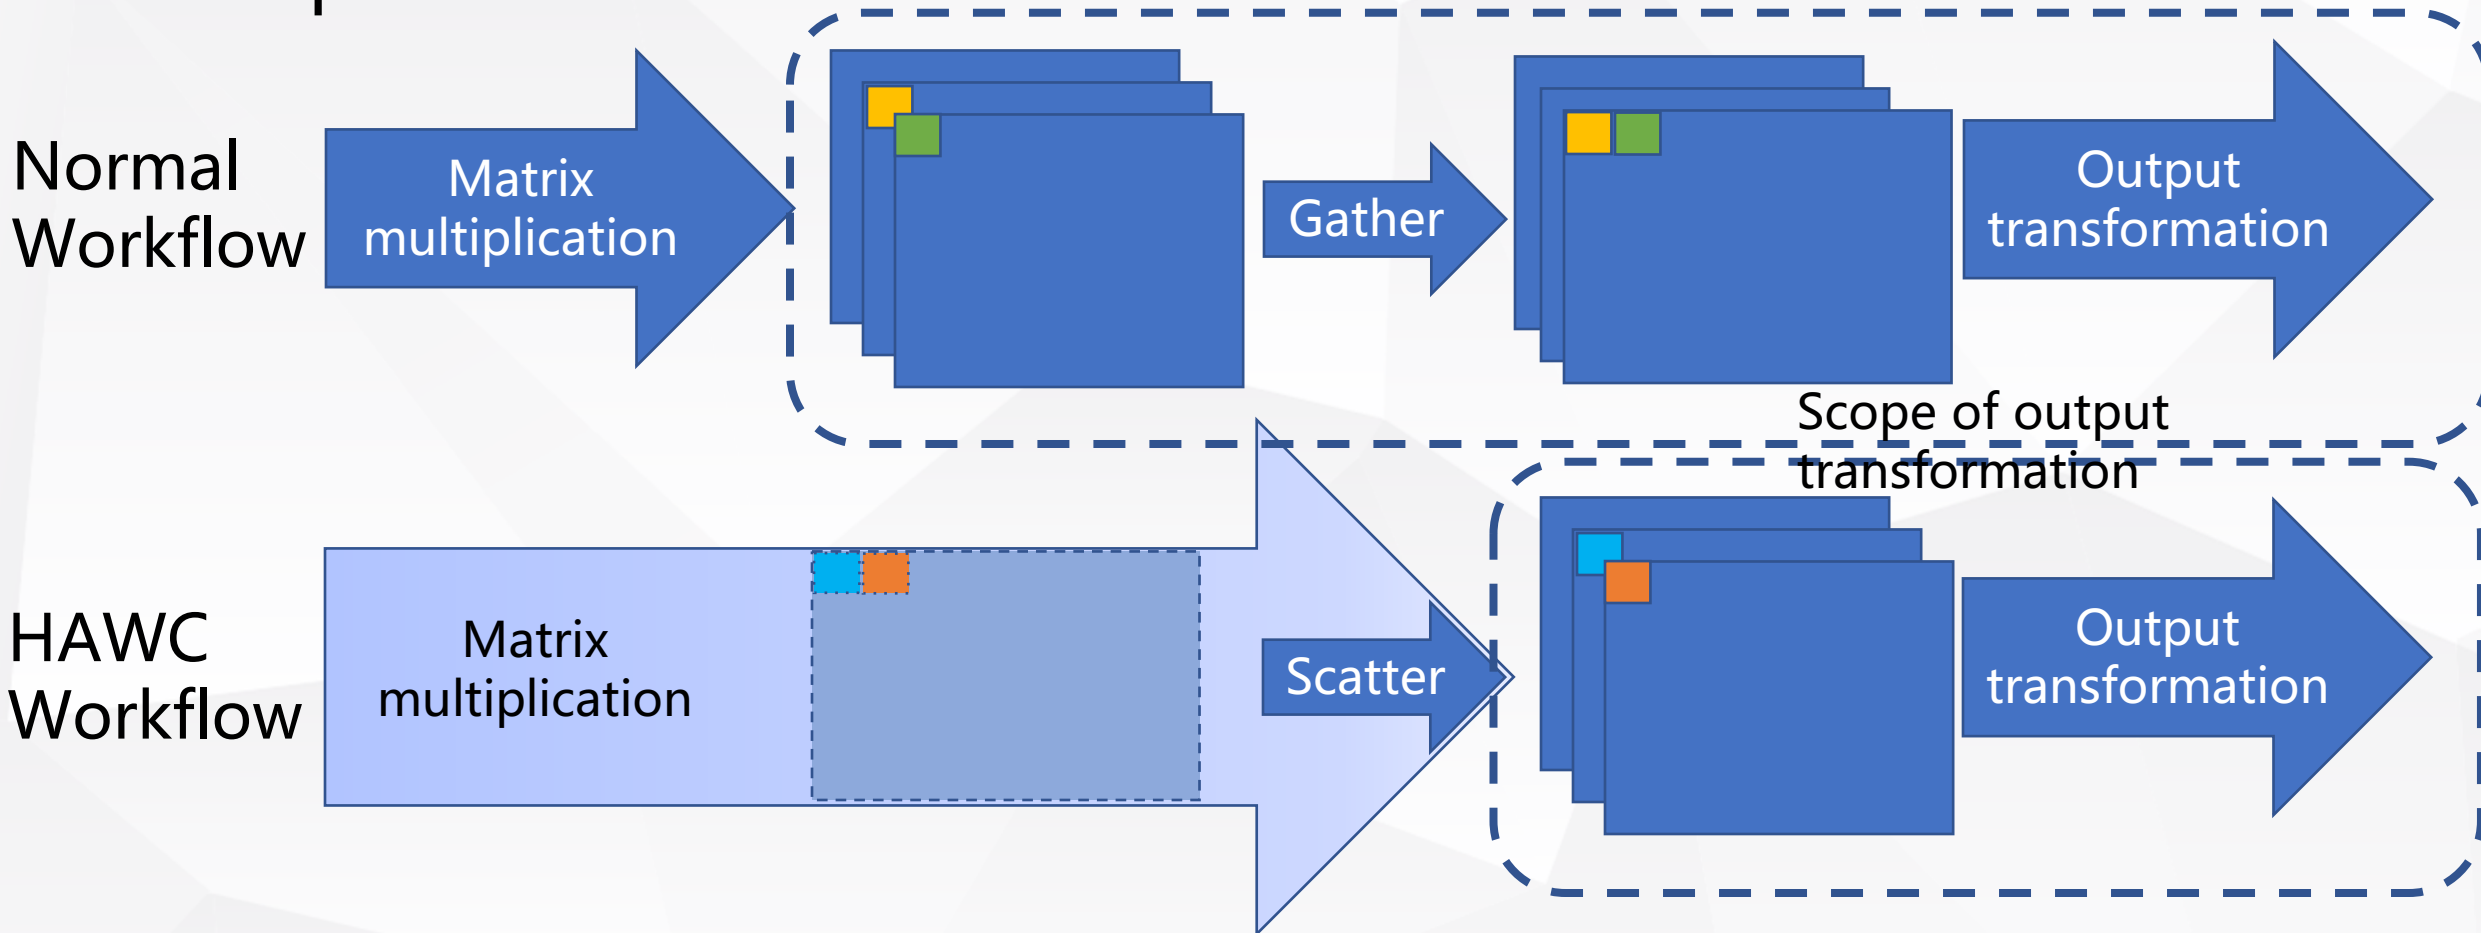 Normal
Workflow
Matrix
multiplication
Gather
Output
transformation
Scope of output
transformation
HAWC
Workflow
Matrix
multiplication
Scatter
Output
transformation